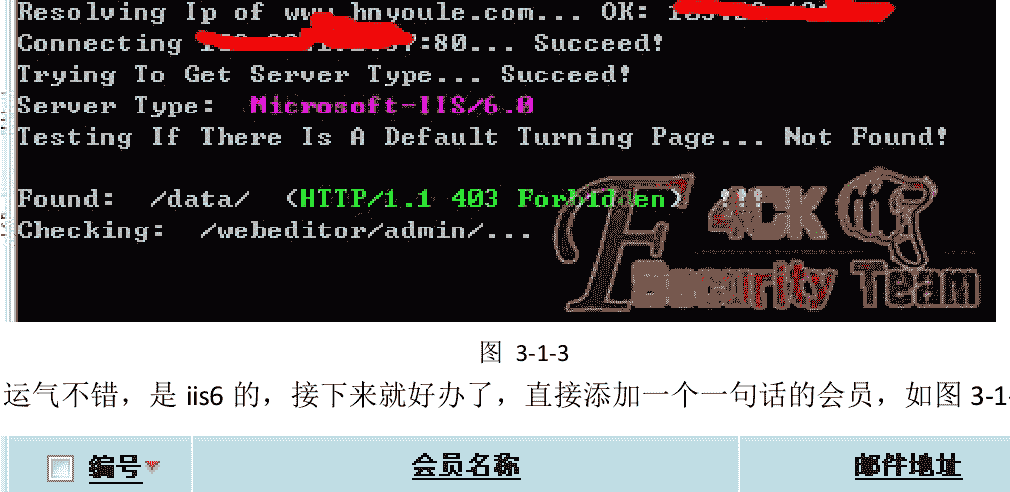 Resolving Ip of www.hnyoule.com... OK:
Connecting :80... Succeed!
Trying To Get Server Type... Succeed!
Server Type: Microsoft-IIS/6.0
Testing If There Is A Default Turning Page... Not Found!
Found: /data/ (HTTP/1.1 403 Forbidden) !!!
Checking: /webeditor/admin/...
F4CK
Security Team
图 3-1-3
运气不错，是 iis6 的，接下来就好办了，直接添加一个一句话的会员，如图 3-1-
编号 会员名称 邮件地址